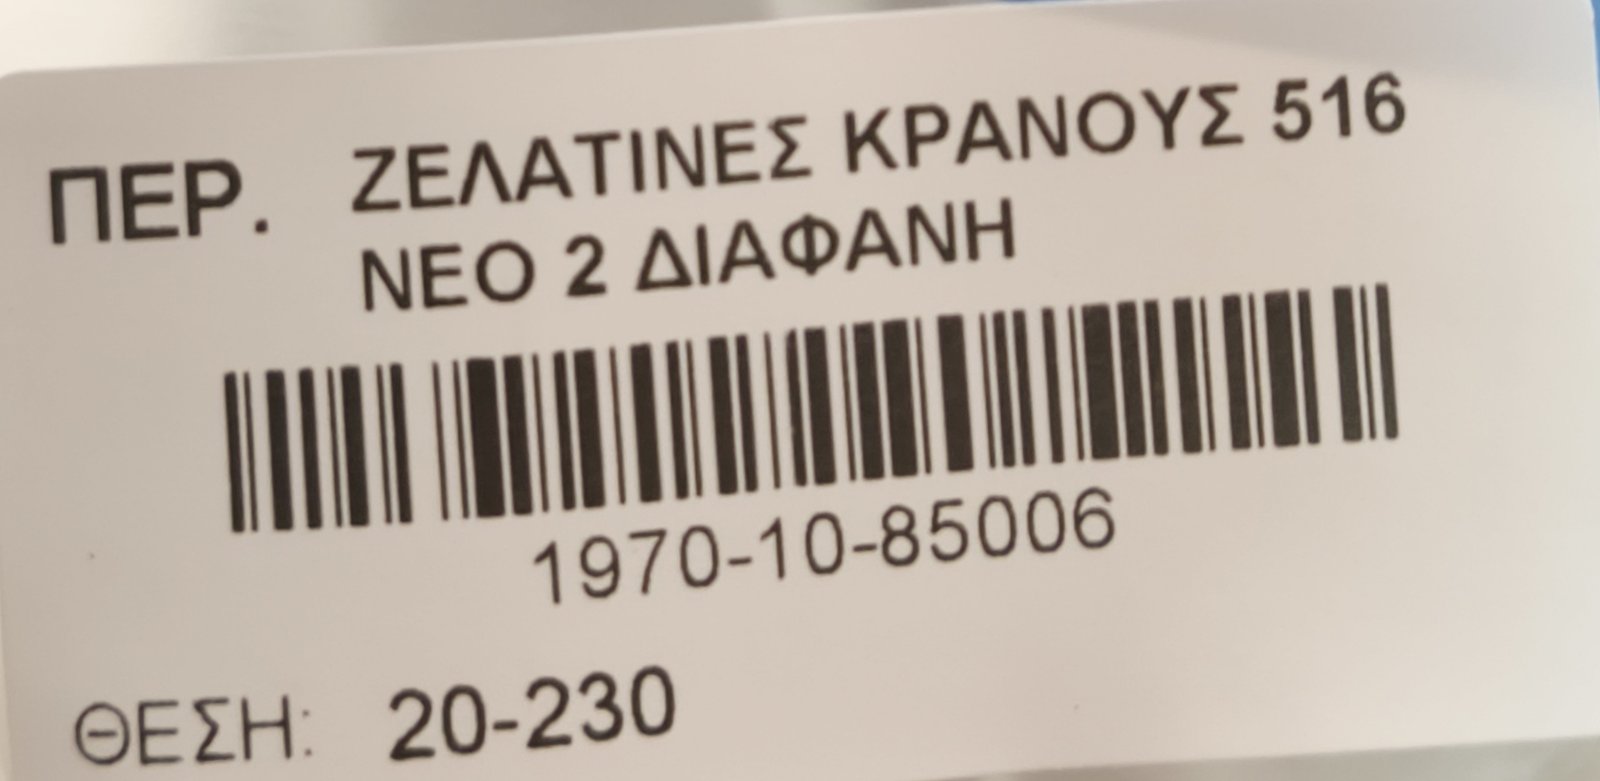 ΠΕΡ. ΖΕΛΑΤΙΝΕΣ ΚΡΑΝΟΥΣ 516
ΝΕΟ 2 ΔΙΑΦΑΝΗ
1970-10-85006
ΘΕΣΗ: 20-230